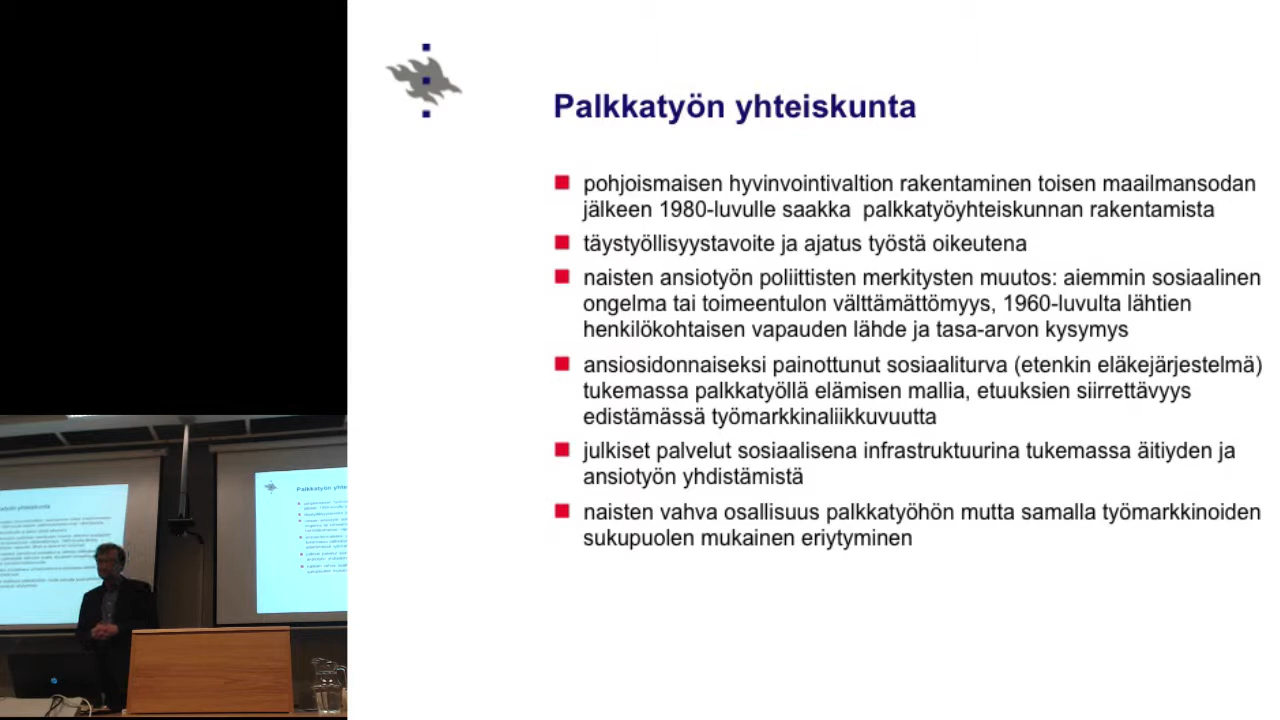 Palkkatyön yhteiskunta
pohjoismaisen hyvinvointivaltion rakentaminen toisen maailmansodan
jälkeen 1980-luvulle saakka palkkatyöyhteiskunnan rakentamista
täystyöllisyystavoite ja ajatus työstä oikeutena
naisten ansiotyön poliittisten merkitysten muutos: aiemmin sosiaalinen
ongelma tai toimeentulon välttämättömyys, 1960-luvulta lähtien
henkilökohtaisen vapauden lähde ja tasa-arvon kysymys
ansiosidonnaiseksi painottunut sosiaaliturva (etenkin eläkejärjestelmä)
tukemassa palkkatyöllä elämisen mallia, etuuksien siirrettävyys
edistämässä työmarkkinaliikkuvuutta
julkiset palvelut sosiaalisena infrastruktuurina tukemassa äitiyden ja
ansiotyön yhdistämistä
naisten vahva osallisuus palkkatyöhön mutta samalla työmarkkinoiden
sukupuolen mukainen eriytyminen
Palkkatyön yhte